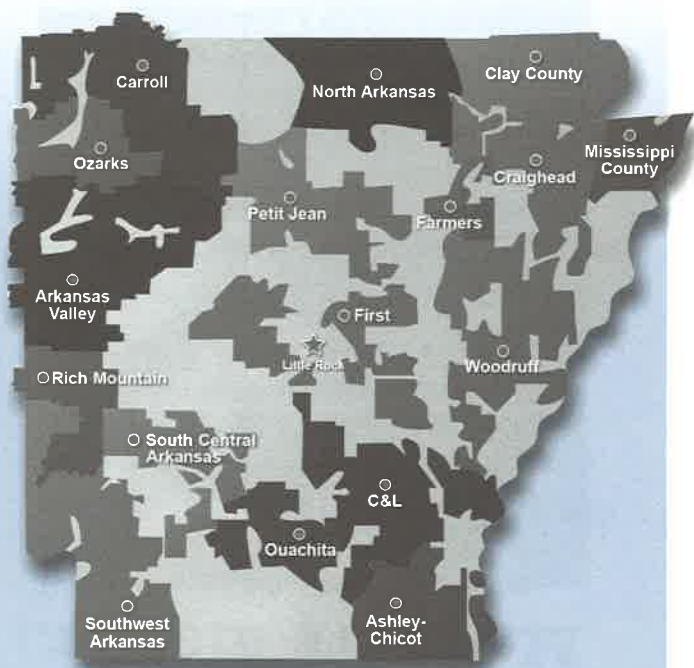 Carroll
North Arkansas
Clay County
Ozarks
Mississippi
County
Craighead
Petit Jean
Farmers
Arkansas
Valley
First
Little Rock
Woodruff
Rich Mountain
South Central
Arkansas
C&L
Ouachita
Southwest
Arkansas
Ashley-
Chicot